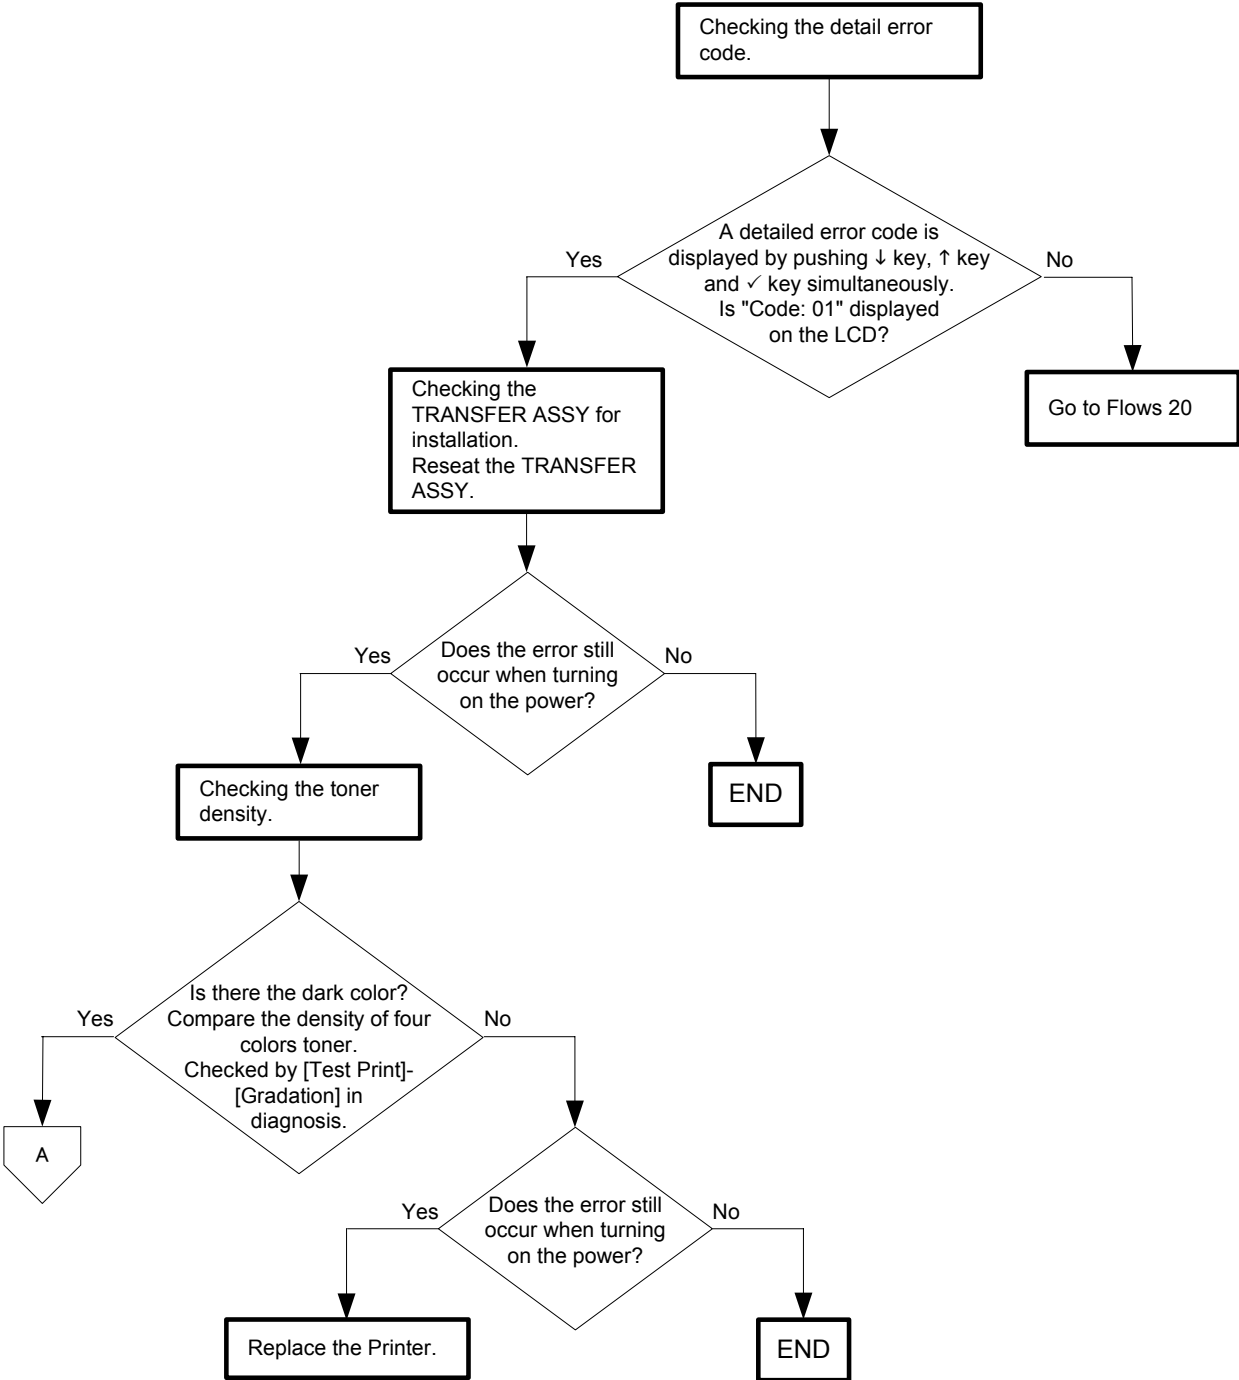 Checking the detail error
code.
A detailed error code is
displayed by pushing ↓ key, ↑ key
and ✓ key simultaneously.
Is "Code: 01" displayed
on the LCD?
Yes
No
Checking the
TRANSFER ASSY for
installation.
Reseat the TRANSFER
ASSY.
Go to Flows 20
Does the error still
occur when turning
on the power?
Yes
No
Checking the toner
density.
END
Is there the dark color?
Compare the density of four
colors toner.
Checked by [Test Print]-
[Gradation] in
diagnosis.
Yes
No
A
Does the error still
occur when turning
on the power?
Yes
No
Replace the Printer.
END